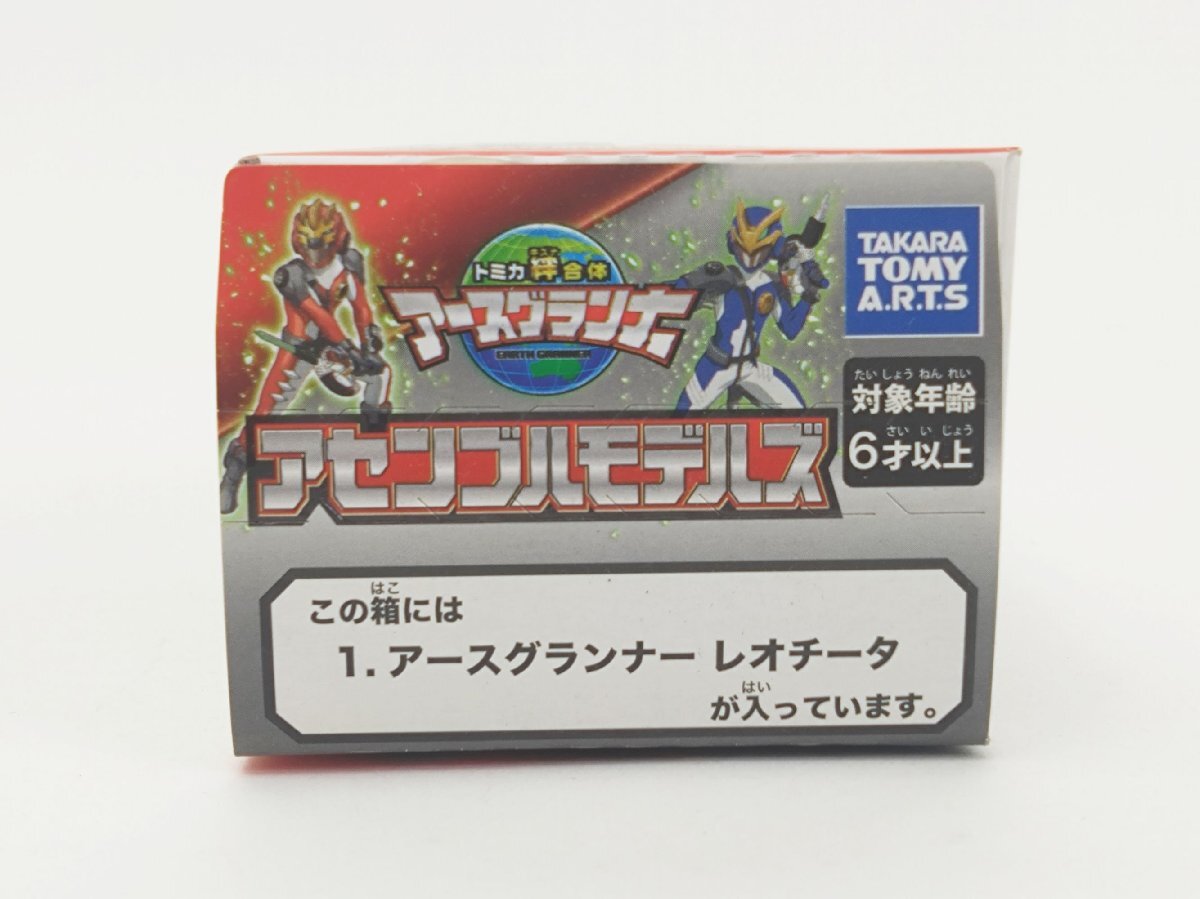 トミカ絆合体
キズナ
アースグランナー
EARTH GRANNER
TAKARA
TOMY
A.R.T.S
たいしょうねんれい
対象年齢
さいいじょう
6才以上
アセンブルモデルズ
はこ
この箱には
1. アースグランナー レオチータ
はい
が入っています。